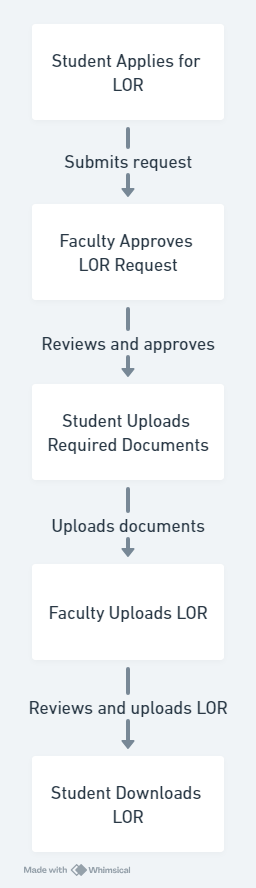 Student Applies for
LOR
Submits request
Faculty Approves
LOR Request
Reviews and approves
Student Uploads
Required Documents
Uploads documents
Faculty Uploads LOR
Reviews and uploads LOR
Student Downloads
LOR
Made with Whimsical